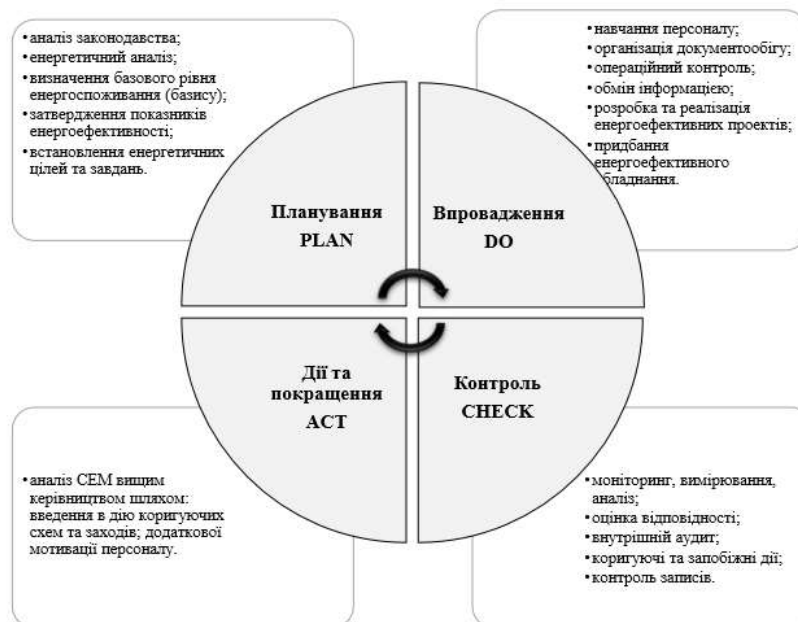 •аналіз законодавства;
•енергетичний аналіз;
•визначення базового рівня
енергоспоживання (базису);
•затвердження показників
енергоефективності;
•встановлення енергетичних
цілей та завдань.
•навчання персоналу;
•організація документообігу;
•операційний контроль;
•обмін інформацією;
•розробка та реалізація
енергоефективних проектів;
•придбання
енергоефективного
обладнання.
Планування
PLAN
Впровадження
DO
Дії та
покращення
ACT
Контроль
CHECK
•аналіз СЕМ вищим
керівництвом шляхом:
введення в дію коригуючих
схем та заходів; додаткової
мотивації персоналу.
•моніторинг, вимірювання,
аналіз;
•оцінка відповідності;
•внутрішній аудит;
•коригуючі та запобіжні дії;
•контроль записів.